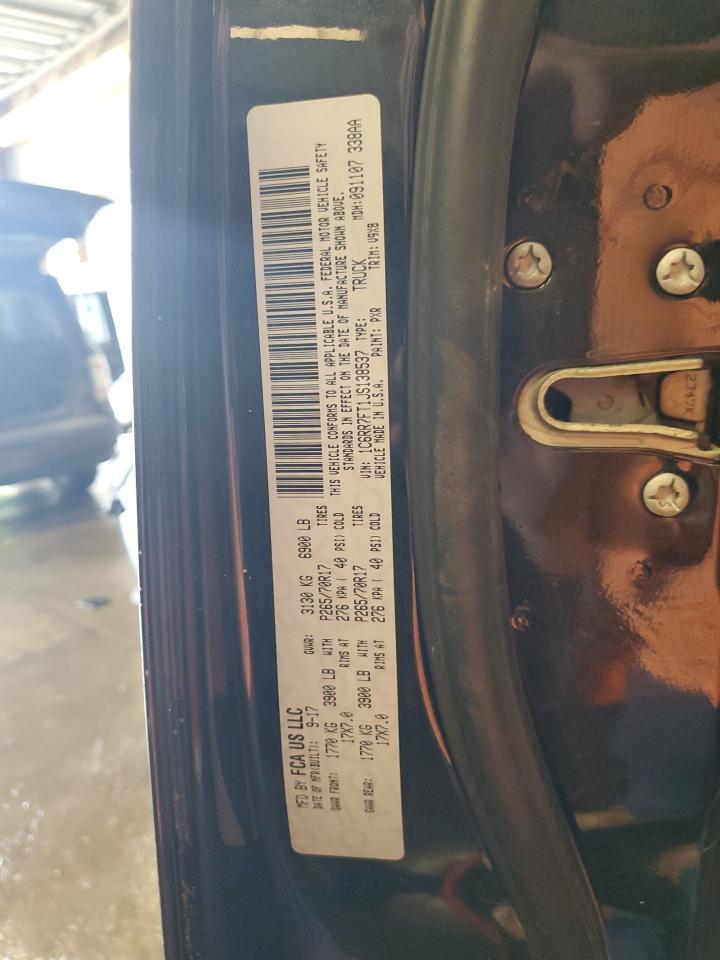 MFD BY FCA US LLC
DATE OF MFR(BUILT): 9-17 GVWR: 3130 KG 6900 LB
GAWR FRONT: 1770 KG 3900 LB WITH P265/70R17 TIRES
17X7.0 RIMS AT 276 KPA ( 40 PSI) COLD
GAWR REAR: 1770 KG 3900 LB WITH P265/70R17 TIRES
17X7.0 RIMS AT 276 KPA ( 40 PSI) COLD
THIS VEHICLE CONFORMS TO ALL APPLICABLE U.S.A. FEDERAL MOTOR VEHICLE SAFETY
STANDARDS IN EFFECT ON THE DATE OF MANUFACTURE SHOWN ABOVE.
VIN: 1C6RR7FT1JS138537 TYPE: TRUCK MDH:091107 338AA
VEHICLE MADE IN U.S.A. PAINT: PXR TRIM: V9X8